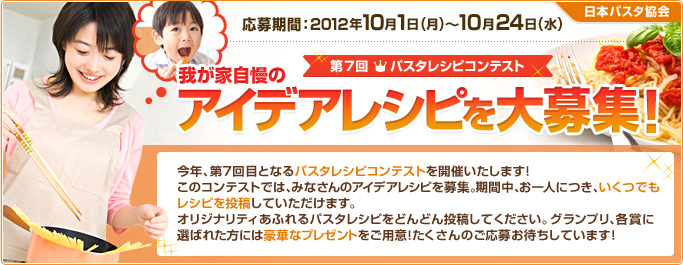 日本パスタ協会
応募期間：2012年10月1日（月）〜10月24日（水）
第7回 パスタレシピコンテスト
我が家自慢の
アイデアレシピを大募集！
今年、第7回目となるパスタレシピコンテストを開催いたします！
このコンテストでは、みなさんのアイデアレシピを募集。期間中、お一人につき、いくつでも
レシピを投稿していただけます。
オリジナリティあふれるパスタレシピをどんどん投稿してください。グランプリ、各賞に
選ばれた方には豪華なプレゼントをご用意！たくさんのご応募お待ちしています！